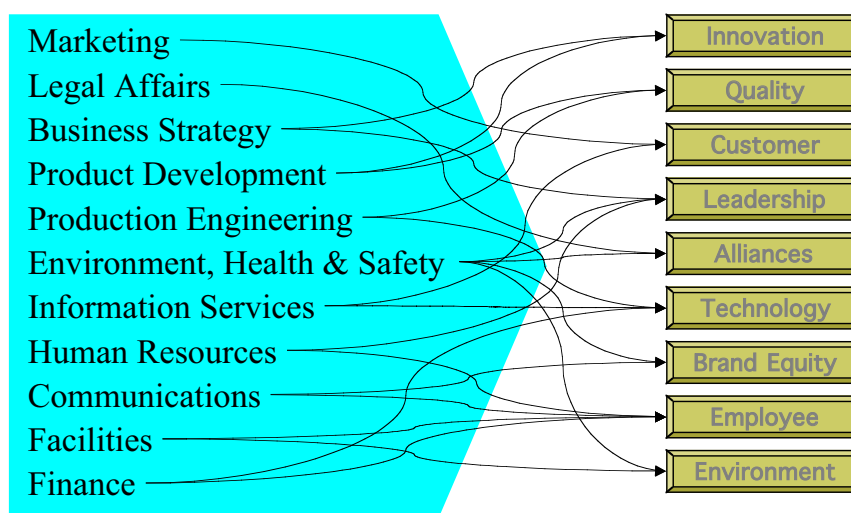 Marketing
Legal Affairs
Business Strategy
Product Development
Production Engineering
Environment, Health & Safety
Information Services
Human Resources
Communications
Facilities
Finance
Innovation
Quality
Customer
Leadership
Alliances
Technology
Brand Equity
Employee
Environment